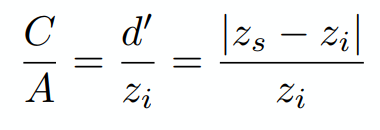 C/A = d′/z_i = |z_s − z_i|/z_i